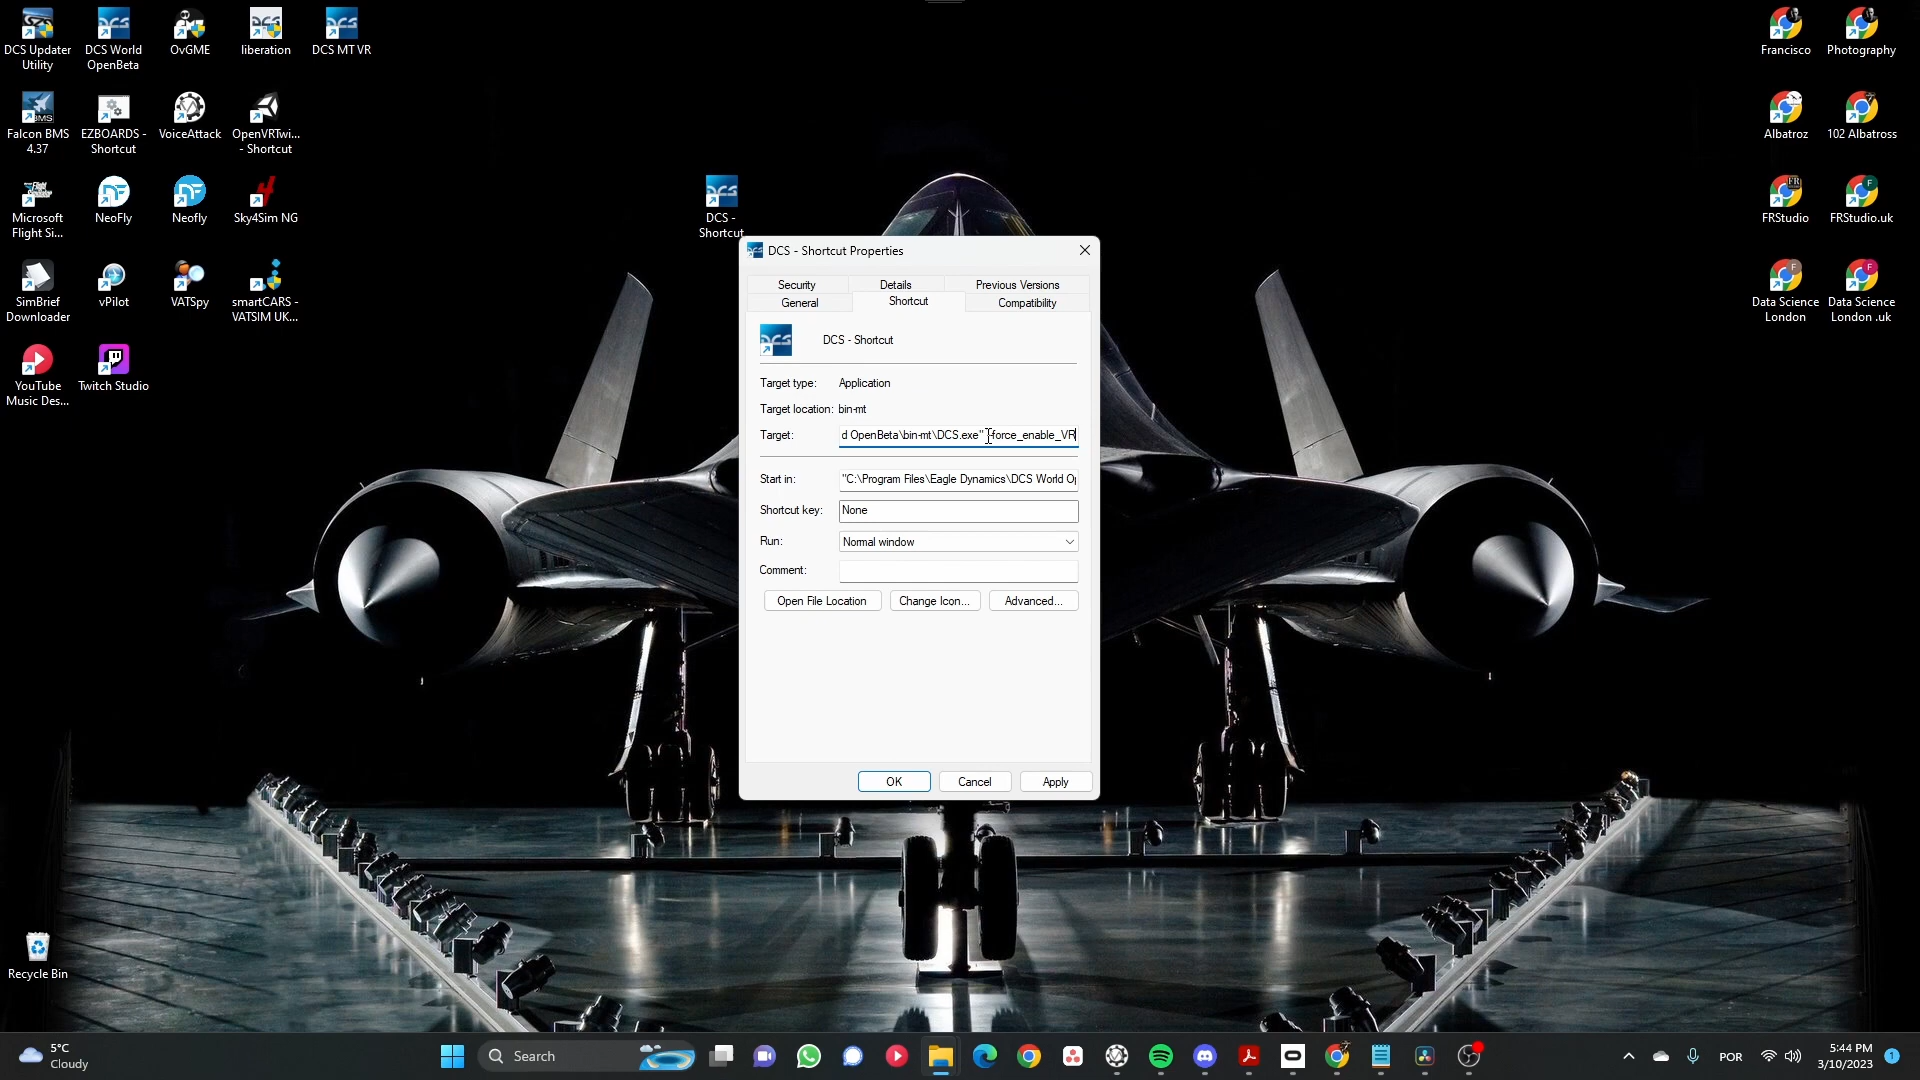 DCS Updater
Utility
DCS World
OpenBeta
OvGME
liberation
DCS MT VR
Falcon BMS
4.37
EZBOARDS -
Shortcut
VoiceAttack
OpenVRTwi...
- Shortcut
Microsoft
Flight Si...
NeoFly
Neofly
Sky4Sim NG
SimBrief
Downloader
vPilot
VATSpy
smartCARS -
VATSIM UK...
YouTube
Music Des...
Twitch Studio
Recycle Bin
DCS -
Shortcut
Francisco
Photography
Albatroz
102 Albatross
FRStudio
FRStudio.uk
Data Science
London
Data Science
London .uk
DCS - Shortcut Properties
Security
Details
Previous Versions
General
Shortcut
Compatibility
DCS - Shortcut
Target type:
Application
Target location:
bin-mt
Target:
d OpenBeta\bin-mt\DCS.exe" -force_enable_VR
Start in:
"C:\Program Files\Eagle Dynamics\DCS World Op
Shortcut key:
None
Run:
Normal window
Comment:
Open File Location
Change Icon...
Advanced...
OK
Cancel
Apply
5°C
Cloudy
Search
POR
5:44 PM
3/10/2023
1